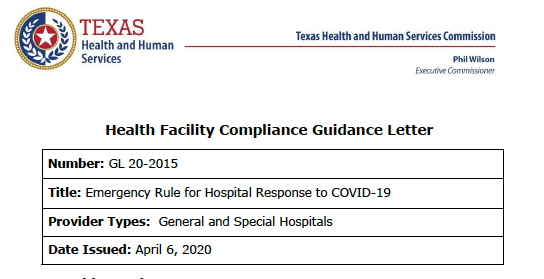 TEXAS
Health and Human
Services
Texas Health and Human Services Commission
Phil Wilson
Executive Commissioner
Health Facility Compliance Guidance Letter
Number: GL 20-2015
Title: Emergency Rule for Hospital Response to COVID-19
Provider Types: General and Special Hospitals
Date Issued: April 6, 2020